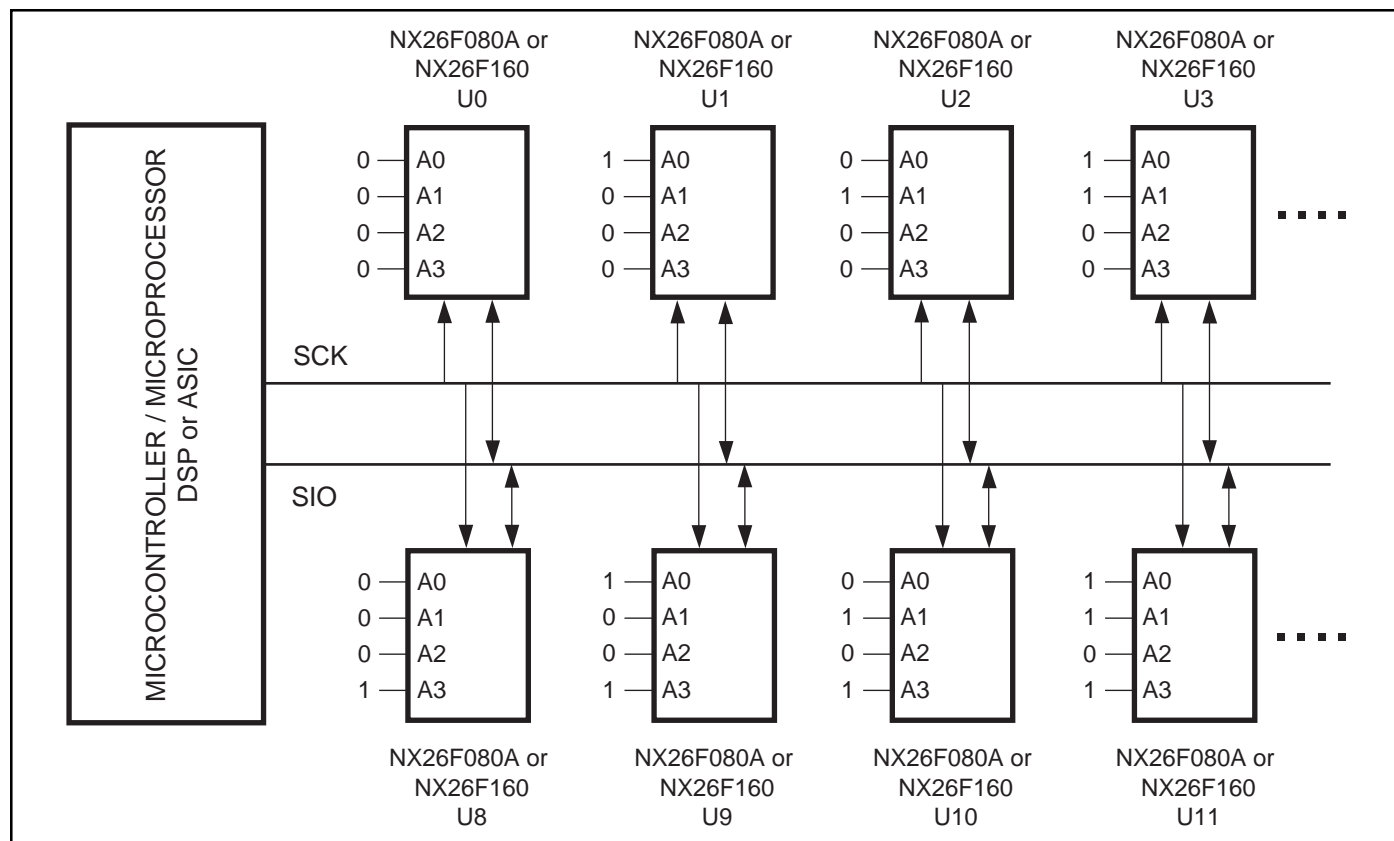 NX26F080A or
NX26F160
U0
NX26F080A or
NX26F160
U1
NX26F080A or
NX26F160
U2
NX26F080A or
NX26F160
U3
MICROCONTROLLER / MICROPROCESSOR
DSP or ASIC
0 A0
0 A1
0 A2
0 A3
1 A0
0 A1
0 A2
0 A3
0 A0
1 A1
0 A2
0 A3
1 A0
1 A1
0 A2
0 A3
SCK
SIO
0 A0
0 A1
0 A2
1 A3
1 A0
0 A1
0 A2
1 A3
0 A0
1 A1
0 A2
1 A3
1 A0
1 A1
0 A2
1 A3
NX26F080A or
NX26F160
U8
NX26F080A or
NX26F160
U9
NX26F080A or
NX26F160
U10
NX26F080A or
NX26F160
U11